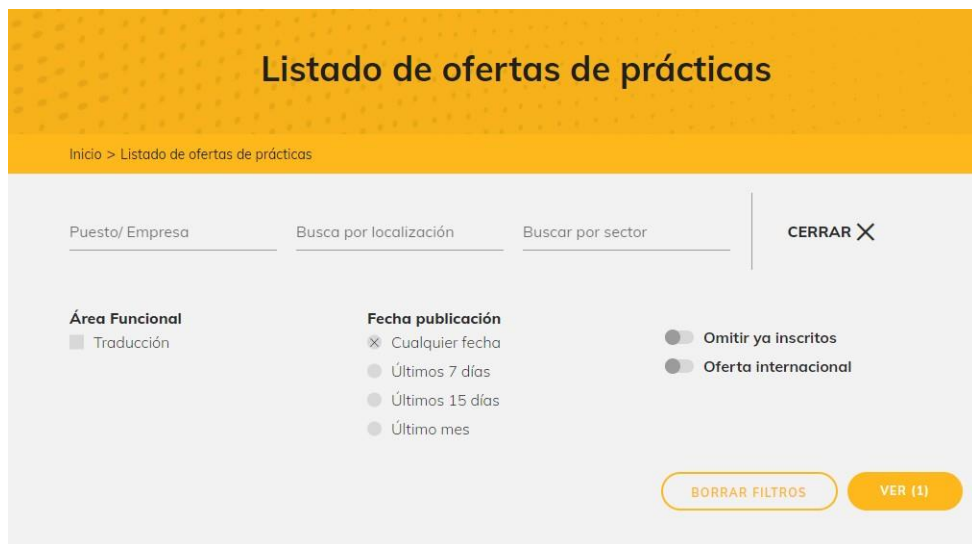 Listado de ofertas de prácticas
Inicio > Listado de ofertas de prácticas
Puesto/ Empresa
Busca por localización
Buscar por sector
CERRAR
Área Funcional
Traducción
Fecha publicación
Cualquier fecha
Últimos 7 días
Últimos 15 días
Último mes
Omitir ya inscritos
Oferta internacional
BORRAR FILTROS
VER (1)